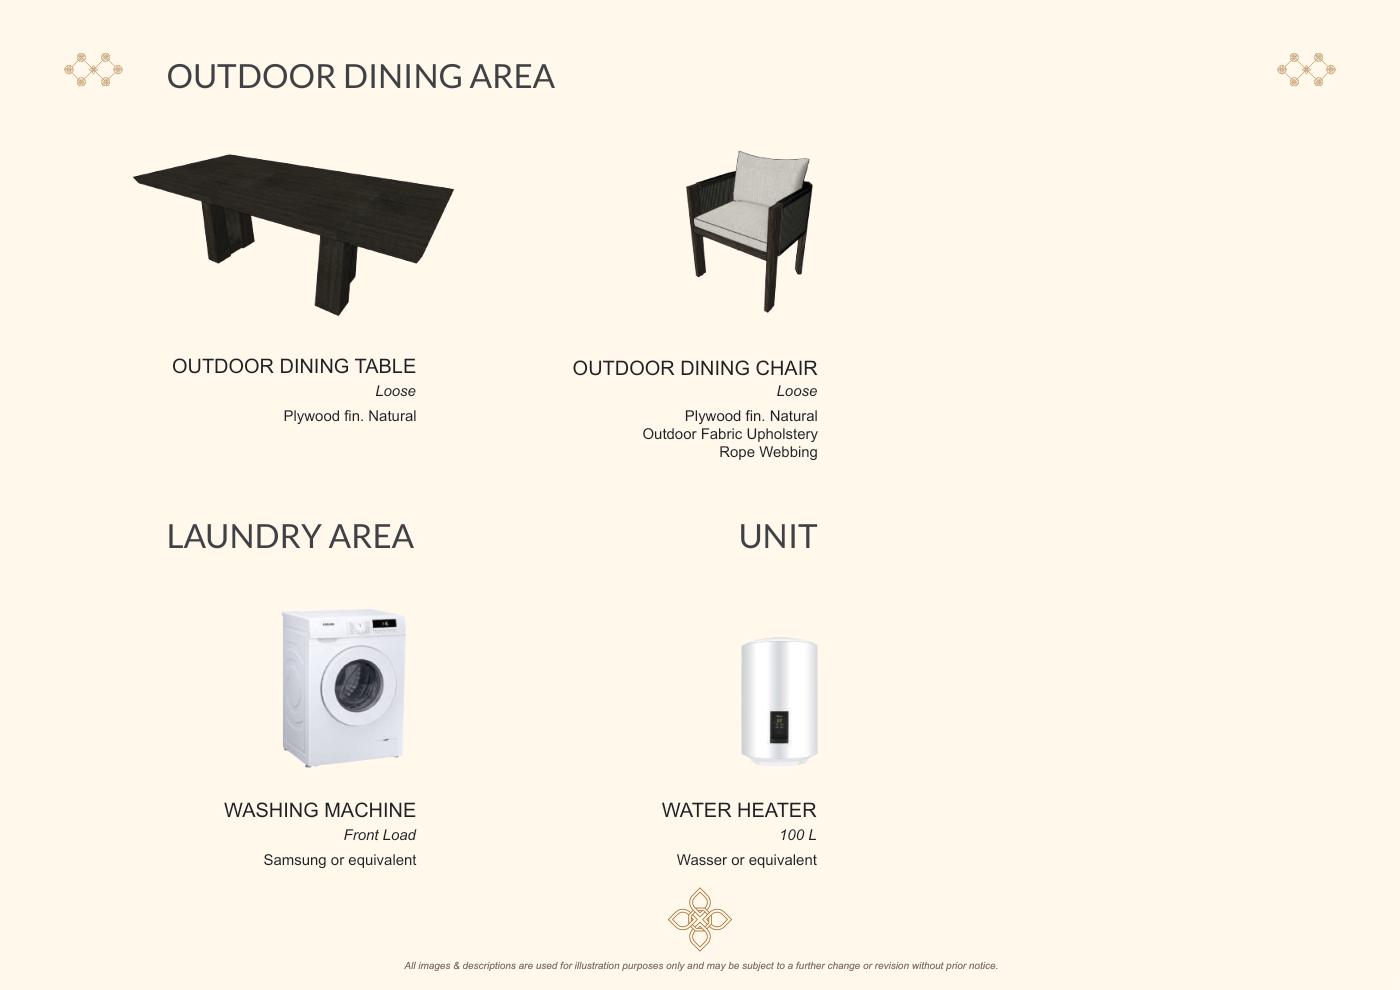 OUTDOOR DINING AREA
OUTDOOR DINING TABLE
Loose
Plywood fin. Natural
OUTDOOR DINING CHAIR
Loose
Plywood fin. Natural
Outdoor Fabric Upholstery
Rope Webbing
LAUNDRY AREA
WASHING MACHINE
Front Load
Samsung or equivalent
UNIT
WATER HEATER
100 L
Wasser or equivalent
All images & descriptions are used for illustration purposes only and may be subject to a further change or revision without prior notice.